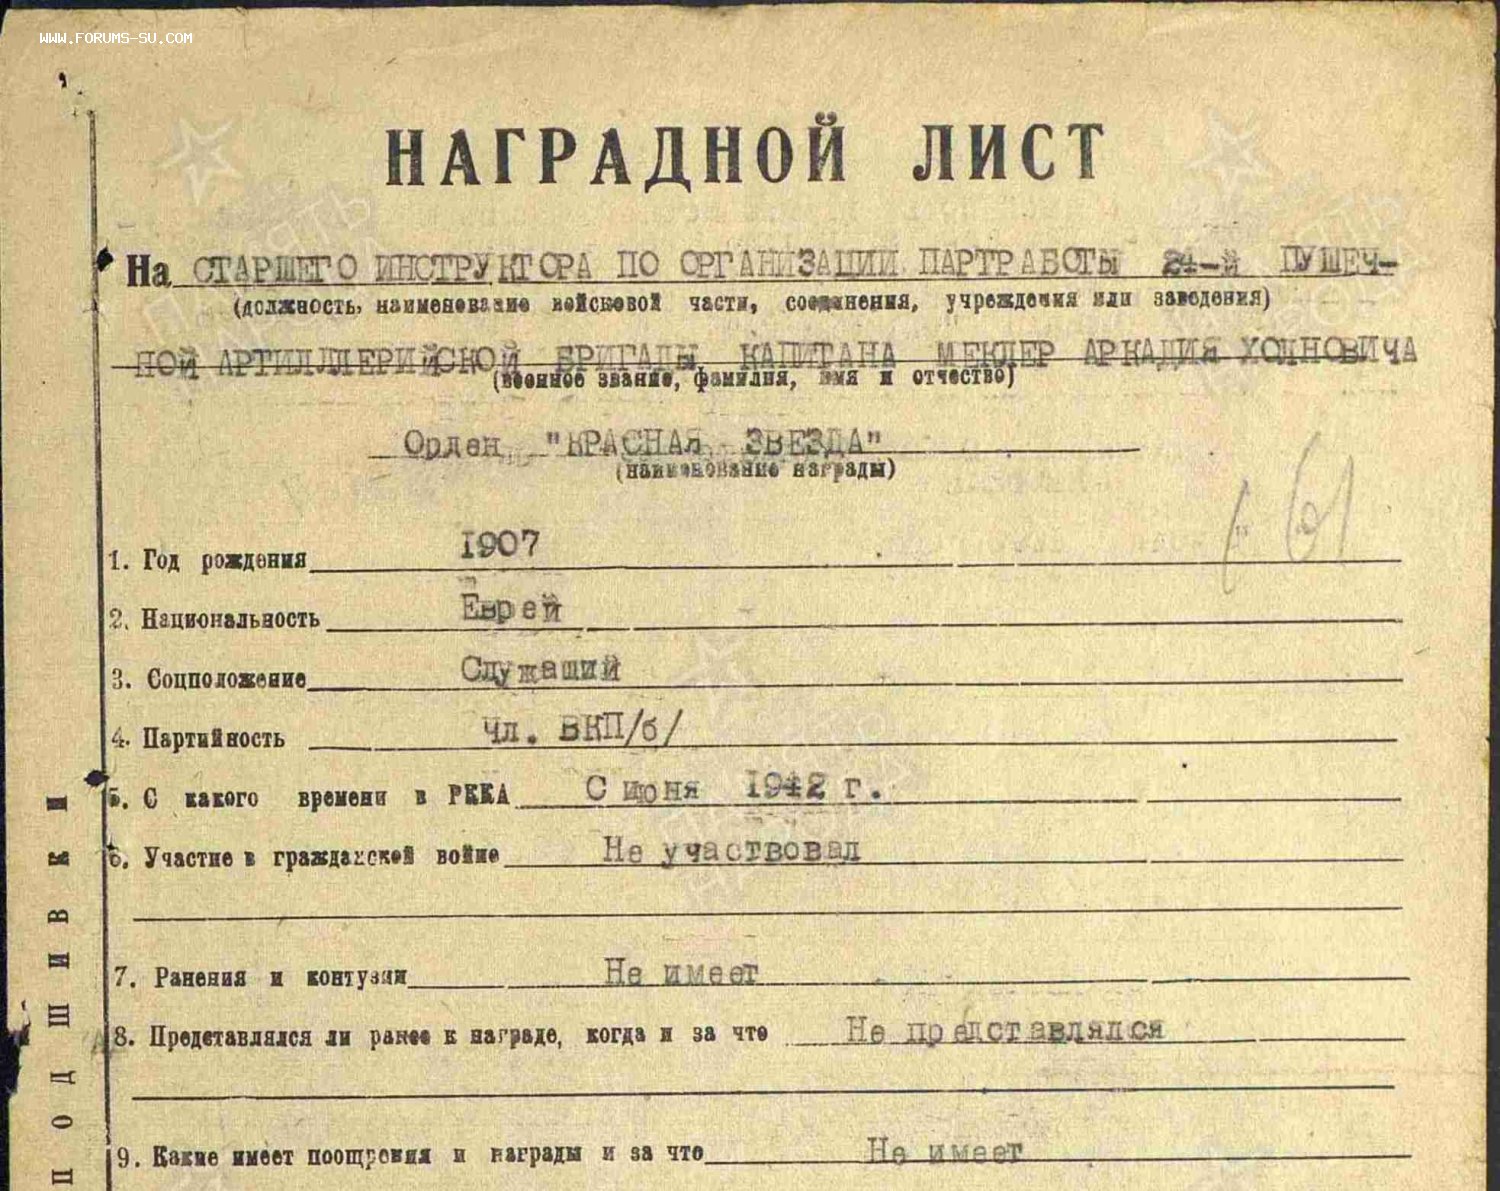 WWW.FORUMS-SU.COM
НАГРАДНОЙ ЛИСТ
На СТАРШЕГО ИНСТРУКТОРА ПО ОРГАНИЗАЦИИ ПАРТРАБОТЫ 24-й ПУШЕЧ-
(должность, наименование войсковой части, соединения, учреждения или заведения)
НОЙ АРТИЛЛЕРИЙСКОЙ БРИГАДЫ КАПИТАНА МЕКЛЕР АРКАДИЯ ХОНОВИЧА
(военное звание, фамилия, имя и отчество)
Орден "КРАСНАЯ ЗВЕЗДА"
(наименование награды)
1. Год рождения 1907
2. Национальность Еврей
3. Соцположение Служащий
4. Партийность чл. ВКП/б/
5. С какого времени в РККА С июня 1942 г.
6. Участие в гражданской войне Не участвовал
7. Ранения и контузии Не имеет
8. Представлялся ли ранее к награде, когда и за что Не представлялся
9. Какие имеет поощрения и награды и за что Не имеет
ПОДШИВКИ